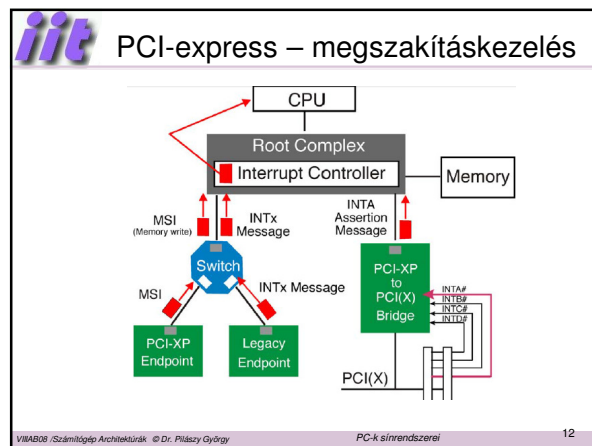 iit
PCI-express – megszakításkezelés
CPU
Root Complex
Interrupt Controller
Memory
MSI
(Memory write)
INTx
Message
INTA
Assertion
Message
Switch
MSI
INTx Message
PCI-XP
to
PCI(X)
Bridge
INTA#
INTB#
INTC#
INTD#
PCI-XP
Endpoint
Legacy
Endpoint
PCI(X)
VIIIAB08 /Számítógép Architektúrák © Dr. Pilászy György
PC-k sínrendszerei
12